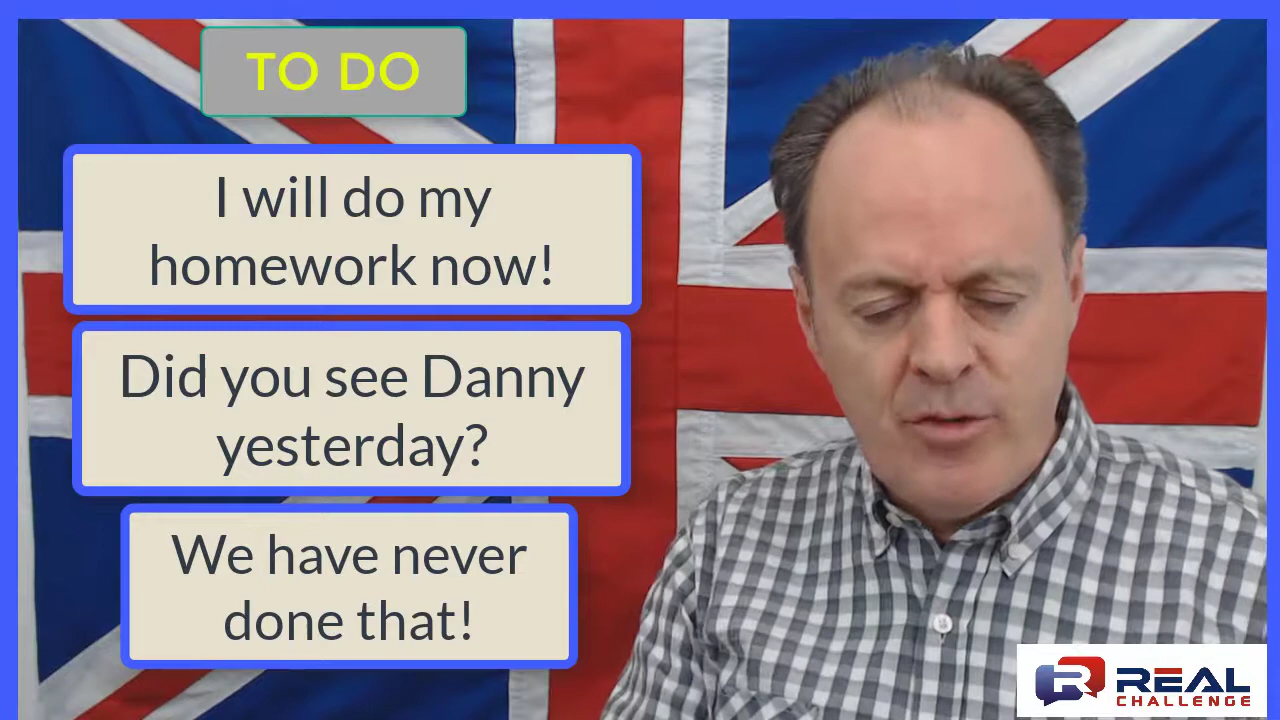 TO DO
I will do my
homework now!
Did you see Danny
yesterday?
We have never
done that!
REAL
CHALLENGE